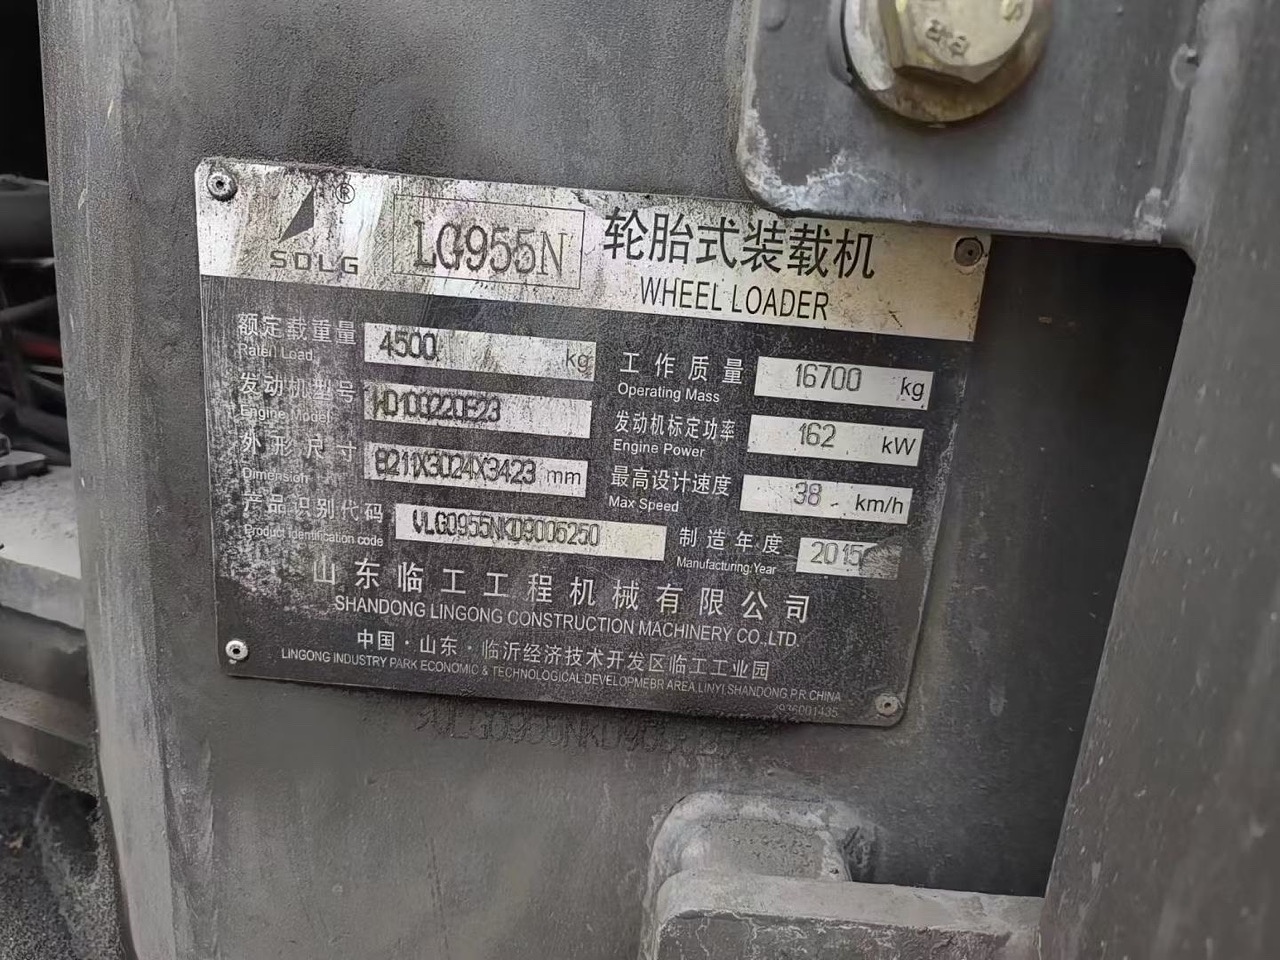 88
®
SDLG
LG955N
轮胎式装载机
WHEEL LOADER
额定载重量 4500 kg
Rated Load
工作质量 16700 kg
Operating Mass
发动机型号
Engine Model
发动机标定功率 162 kW
Engine Power
外形尺寸 8211X3024X3423 mm
Dimension
最高设计速度 38 km/h
Max Speed
产品识别代码 VLG0955NKD9005250
Product Identification code
制造年度 2015
Manufacturing Year
山东临工工程机械有限公司
SHANDONG LINGONG CONSTRUCTION MACHINERY CO.,LTD.
中国·山东·临沂经济技术开发区临工工业园
LINGONG INDUSTRY PARK ECONOMIC & TECHNOLOGICAL DEVELOPMEBR AREA,LINYI SHANDONG P.R.CHINA